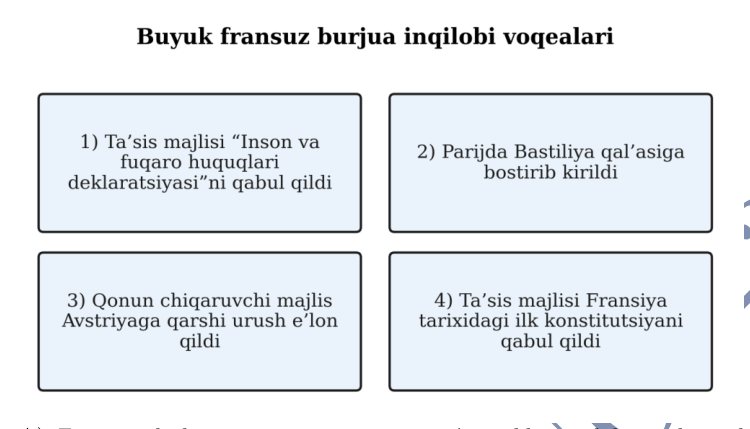 Buyuk fransuz burjua inqilobi voqealari
1) Ta’sis majlisi “Inson va
fuqaro huquqlari
deklaratsiyasi”ni qabul qildi
2) Parijda Bastiliya qal’asiga
bostirib kirildi
3) Qonun chiqaruvchi majlis
Avstriyaga qarshi urush e’lon
qildi
4) Ta’sis majlisi Fransiya
tarixidagi ilk konstitutsiyani
qabul qildi